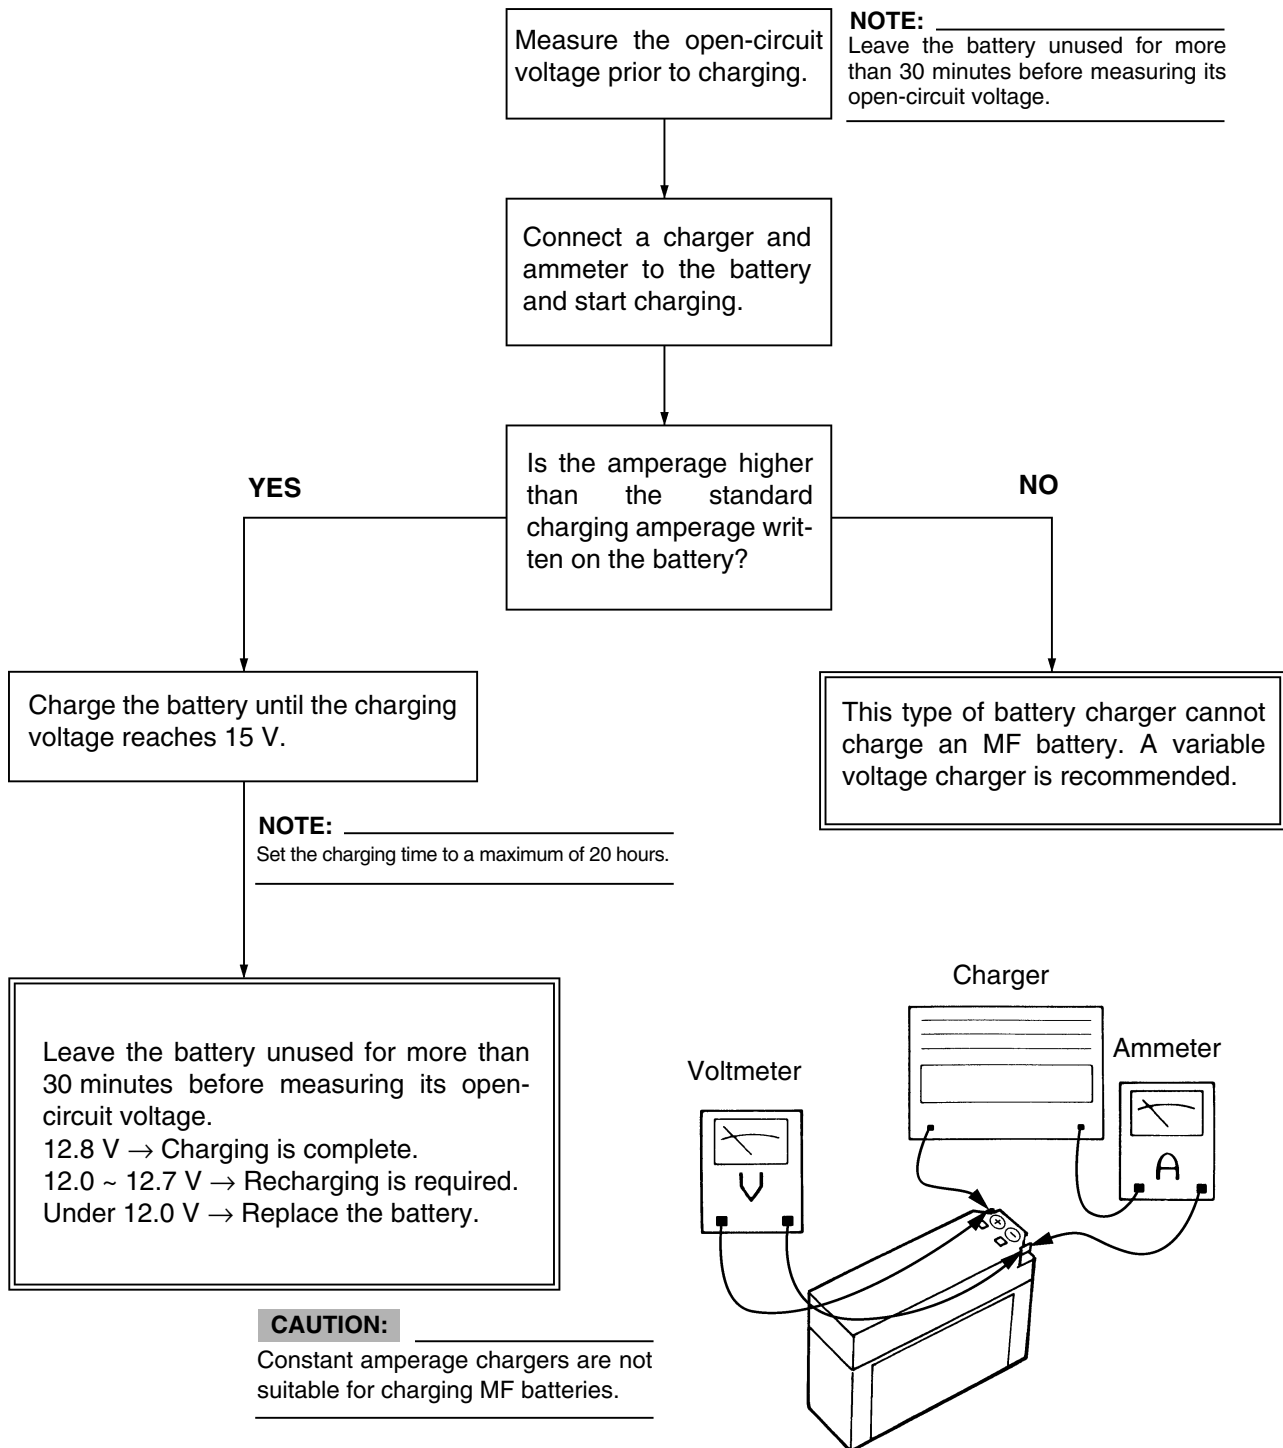 Measure the open-circuit
voltage prior to charging.
NOTE:
Leave the battery unused for more
than 30 minutes before measuring its
open-circuit voltage.
Connect a charger and
ammeter to the battery
and start charging.
Is the amperage higher
than the standard
charging amperage writ-
ten on the battery?
YES
NO
Charge the battery until the charging
voltage reaches 15 V.
This type of battery charger cannot
charge an MF battery. A variable
voltage charger is recommended.
NOTE:
Set the charging time to a maximum of 20 hours.
Leave the battery unused for more than
30 minutes before measuring its open-
circuit voltage.
12.8 V → Charging is complete.
12.0 ~ 12.7 V → Recharging is required.
Under 12.0 V → Replace the battery.
Charger
Voltmeter
Ammeter
V
A
+
−
CAUTION:
Constant amperage chargers are not
suitable for charging MF batteries.